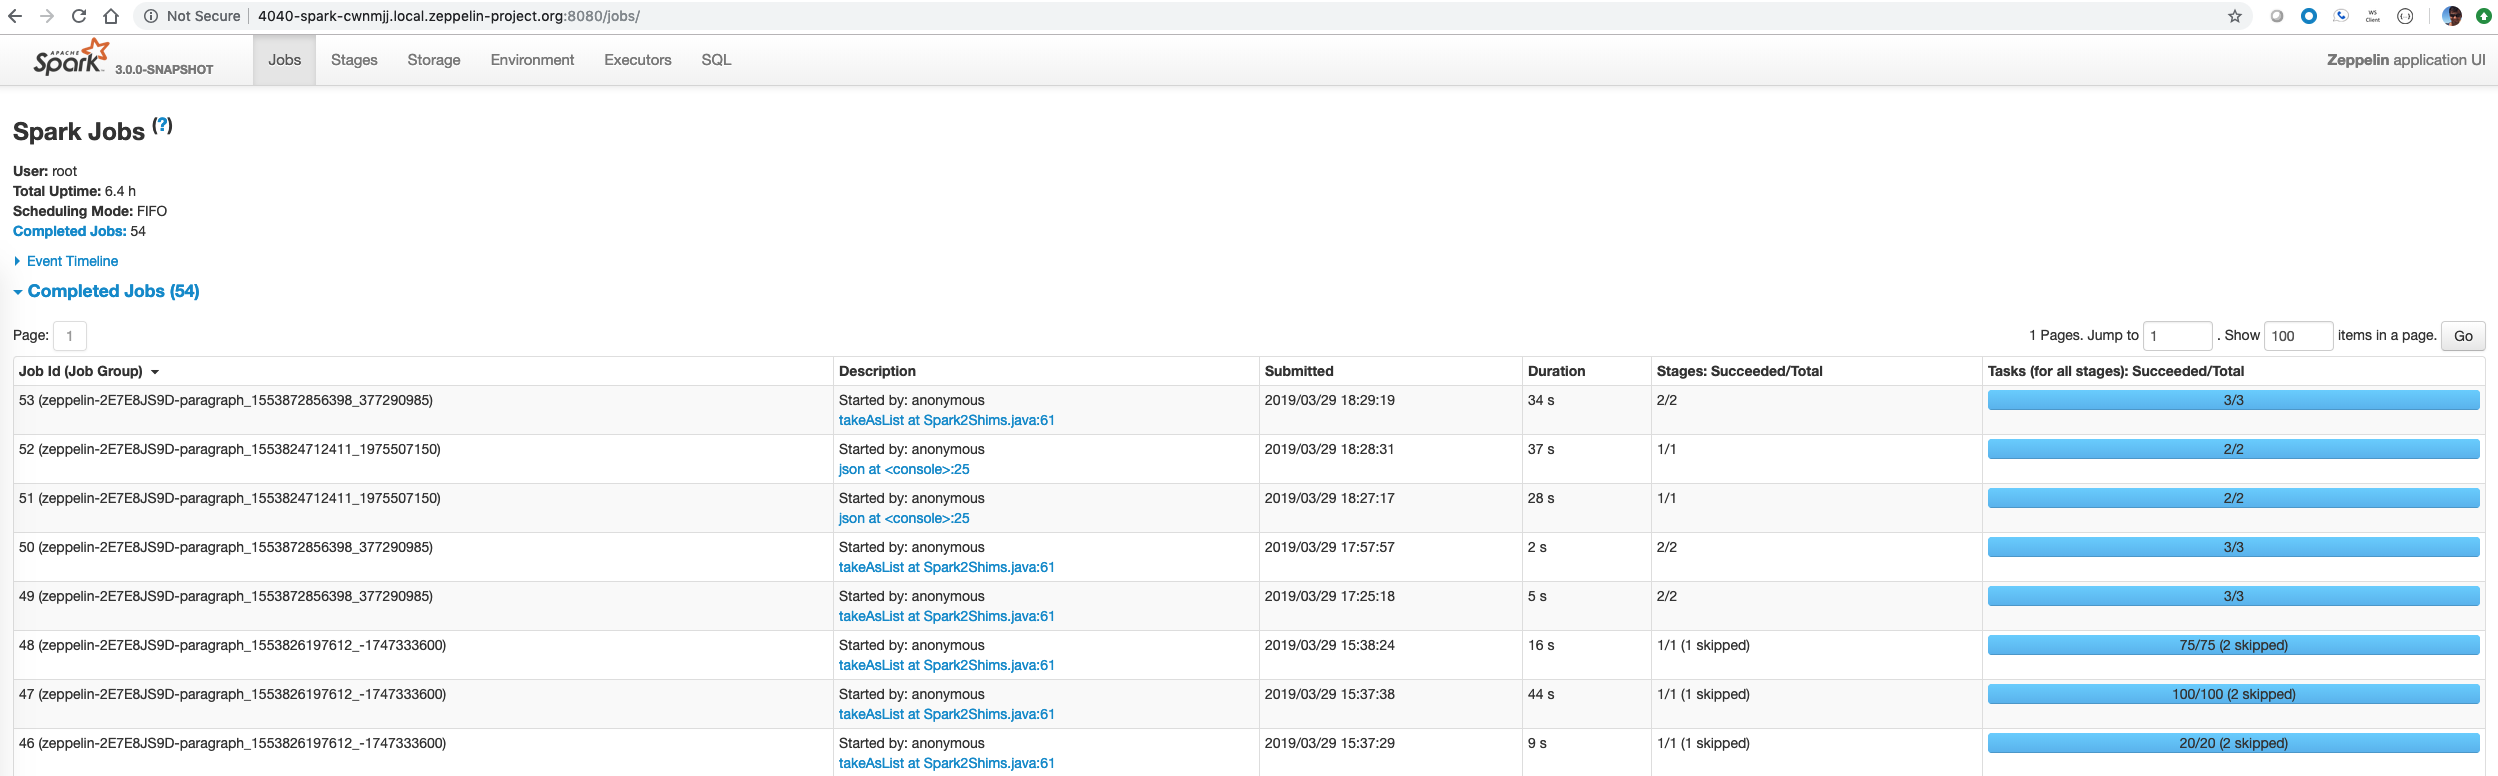 Not Secure 4040-spark-cwnmjj.local.zeppelin-project.org:8080/jobs/
WS Client
APACHE Spark 3.0.0-SNAPSHOT Jobs Stages Storage Environment Executors SQL Zeppelin application UI
Spark Jobs (?)
User: root
Total Uptime: 6.4 h
Scheduling Mode: FIFO
Completed Jobs: 54
Event Timeline
Completed Jobs (54)
Page: 1 1 Pages. Jump to 1 . Show 100 items in a page. Go
Job Id (Job Group) Description Submitted Duration Stages: Succeeded/Total Tasks (for all stages): Succeeded/Total
53 (zeppelin-2E7E8JS9D-paragraph_1553872856398_377290985) Started by: anonymous 2019/03/29 18:29:19 34 s 2/2 3/3
takeAsList at Spark2Shims.java:61
52 (zeppelin-2E7E8JS9D-paragraph_1553824712411_1975507150) Started by: anonymous 2019/03/29 18:28:31 37 s 1/1 2/2
json at <console>:25
51 (zeppelin-2E7E8JS9D-paragraph_1553824712411_1975507150) Started by: anonymous 2019/03/29 18:27:17 28 s 1/1 2/2
json at <console>:25
50 (zeppelin-2E7E8JS9D-paragraph_1553872856398_377290985) Started by: anonymous 2019/03/29 17:57:57 2 s 2/2 3/3
takeAsList at Spark2Shims.java:61
49 (zeppelin-2E7E8JS9D-paragraph_1553872856398_377290985) Started by: anonymous 2019/03/29 17:25:18 5 s 2/2 3/3
takeAsList at Spark2Shims.java:61
48 (zeppelin-2E7E8JS9D-paragraph_1553826197612_-1747333600) Started by: anonymous 2019/03/29 15:38:24 16 s 1/1 (1 skipped) 75/75 (2 skipped)
takeAsList at Spark2Shims.java:61
47 (zeppelin-2E7E8JS9D-paragraph_1553826197612_-1747333600) Started by: anonymous 2019/03/29 15:37:38 44 s 1/1 (1 skipped) 100/100 (2 skipped)
takeAsList at Spark2Shims.java:61
46 (zeppelin-2E7E8JS9D-paragraph_1553826197612_-1747333600) Started by: anonymous 2019/03/29 15:37:29 9 s 1/1 (1 skipped) 20/20 (2 skipped)
takeAsList at Spark2Shims.java:61